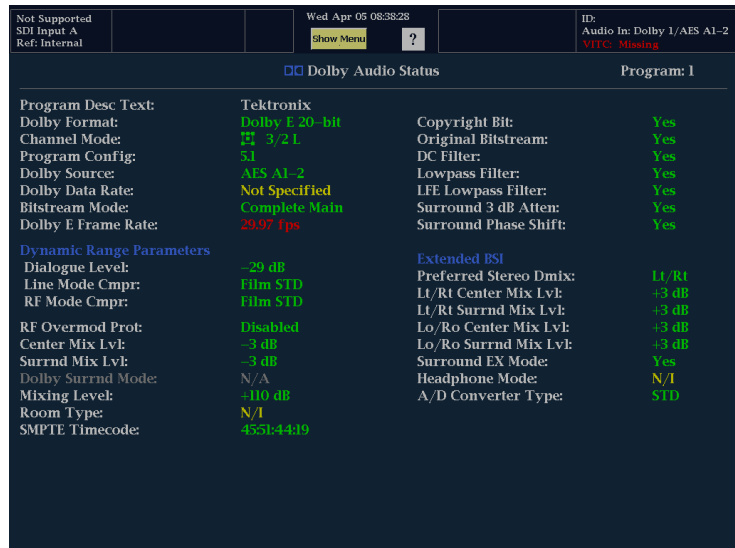 Not Supported
SDI Input A
Ref: Internal
Wed Apr 05 08:38:28
Show Menu
?
ID:
Audio In: Dolby 1/AES A1–2
VITC: Missing
Dolby Audio Status
Program: 1
Program Desc Text: Tektronix
Dolby Format: Dolby E 20–bit
Channel Mode: 3/2 L
Program Config: 5.1
Dolby Source: AES A1–2
Dolby Data Rate: Not Specified
Bitstream Mode: Complete Main
Dolby E Frame Rate: 29.97 fps
Copyright Bit: Yes
Original Bitstream: Yes
DC Filter: Yes
Lowpass Filter: Yes
LFE Lowpass Filter: Yes
Surround 3 dB Atten: Yes
Surround Phase Shift: Yes
Dynamic Range Parameters
Dialogue Level: –29 dB
Line Mode Cmpr: Film STD
RF Mode Cmpr: Film STD
RF Overmod Prot: Disabled
Center Mix Lvl: –3 dB
Surrnd Mix Lvl: –3 dB
Dolby Surrnd Mode: N/A
Mixing Level: +110 dB
Room Type: N/I
SMPTE Timecode: 45:51:44:19
Extended BSI
Preferred Stereo Dmix: Lt/Rt
Lt/Rt Center Mix Lvl: +3 dB
Lt/Rt Surrnd Mix Lvl: +3 dB
Lo/Ro Center Mix Lvl: +3 dB
Lo/Ro Surrnd Mix Lvl: +3 dB
Surround EX Mode: Yes
Headphone Mode: N/I
A/D Converter Type: STD